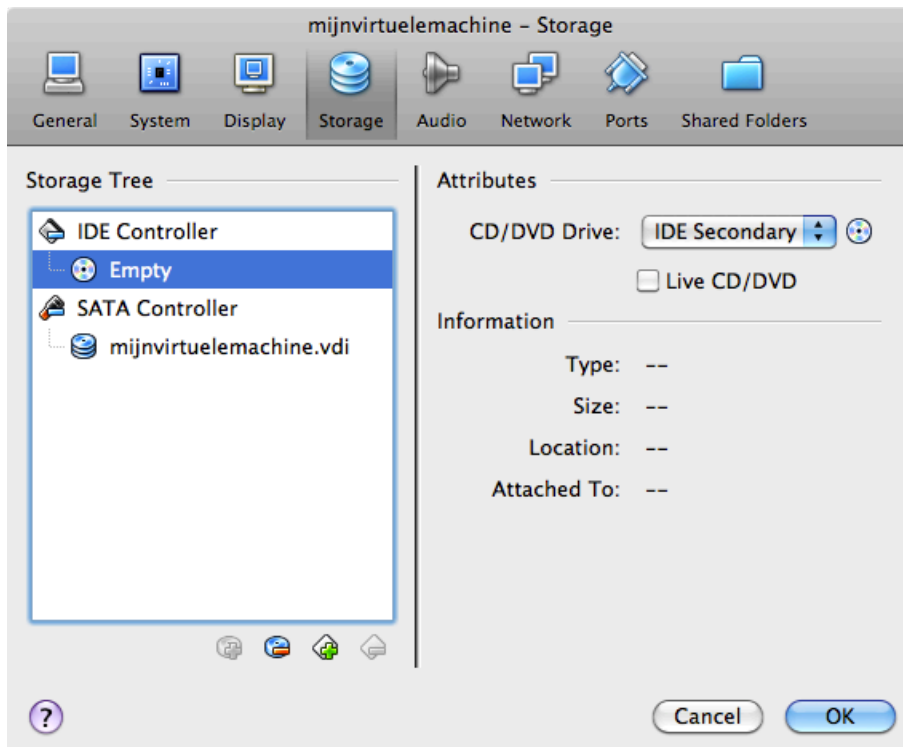 mijnvirtuelemachine – Storage
General System Display Storage Audio Network Ports Shared Folders
Storage Tree
IDE Controller
Empty
SATA Controller
mijnvirtuelemachine.vdi
Attributes
CD/DVD Drive: IDE Secondary
Live CD/DVD
Information
Type: --
Size: --
Location: --
Attached To: --
?
Cancel OK